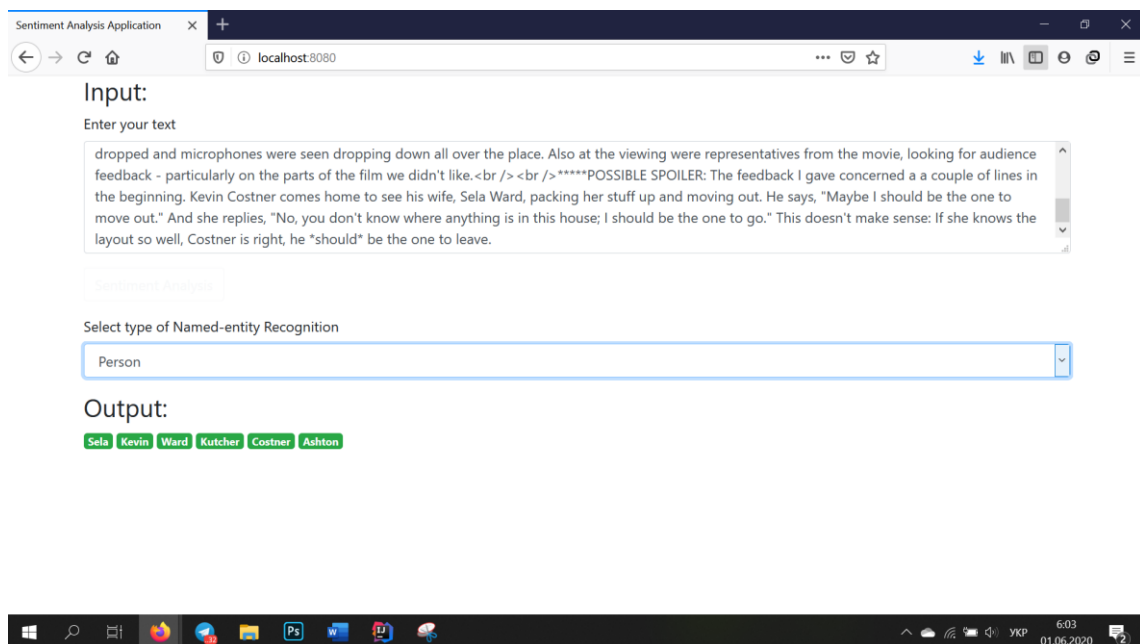 Sentiment Analysis Application
localhost:8080
Input:
Enter your text
dropped and microphones were seen dropping down all over the place. Also at the viewing were representatives from the movie, looking for audience
feedback - particularly on the parts of the film we didn't like.<br /><br />*****POSSIBLE SPOILER: The feedback I gave concerned a a couple of lines in
the beginning. Kevin Costner comes home to see his wife, Sela Ward, packing her stuff up and moving out. He says, "Maybe I should be the one to
move out." And she replies, "No, you don't know where anything is in this house; I should be the one to go." This doesn't make sense: If she knows the
layout so well, Costner is right, he *should* be the one to leave.
Sentiment Analysis
Select type of Named-entity Recognition
Person
Output:
Sela Kevin Ward Kutcher Costner Ashton
Ps W IJ УКР 6:03
01.06.2020 2